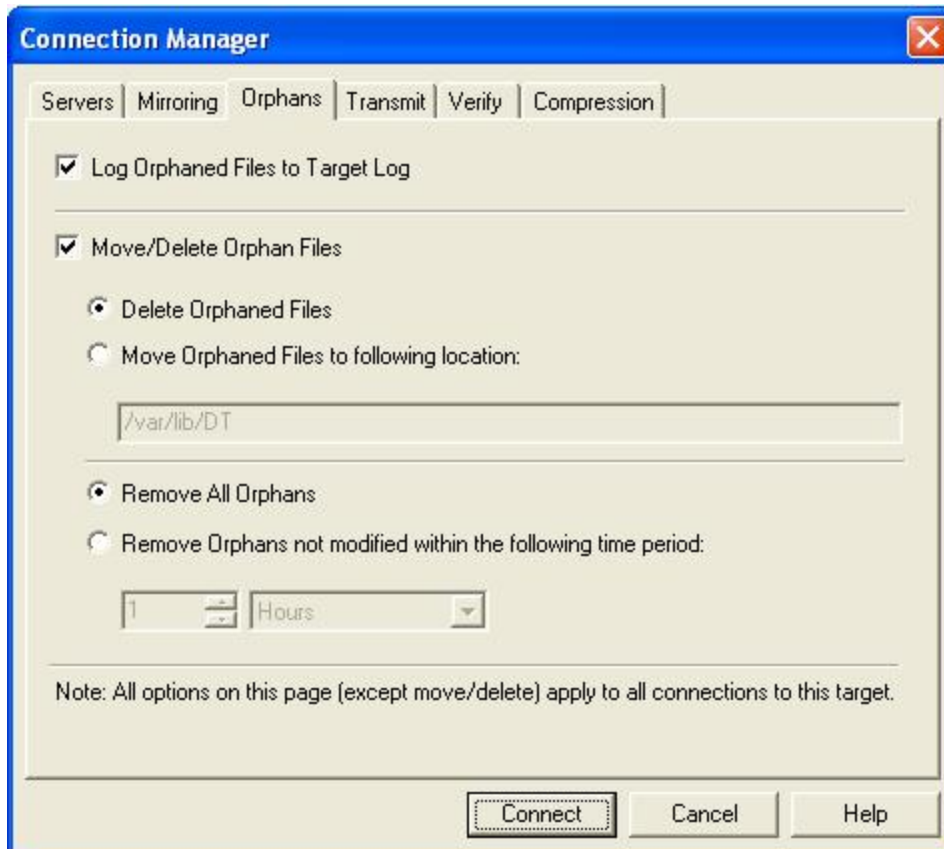 Connection Manager
Servers Mirroring Orphans Transmit Verify Compression
Log Orphaned Files to Target Log
Move/Delete Orphan Files
Delete Orphaned Files
Move Orphaned Files to following location:
/var/lib/DT
Remove All Orphans
Remove Orphans not modified within the following time period:
1 Hours
Note: All options on this page (except move/delete) apply to all connections to this target.
Connect Cancel Help